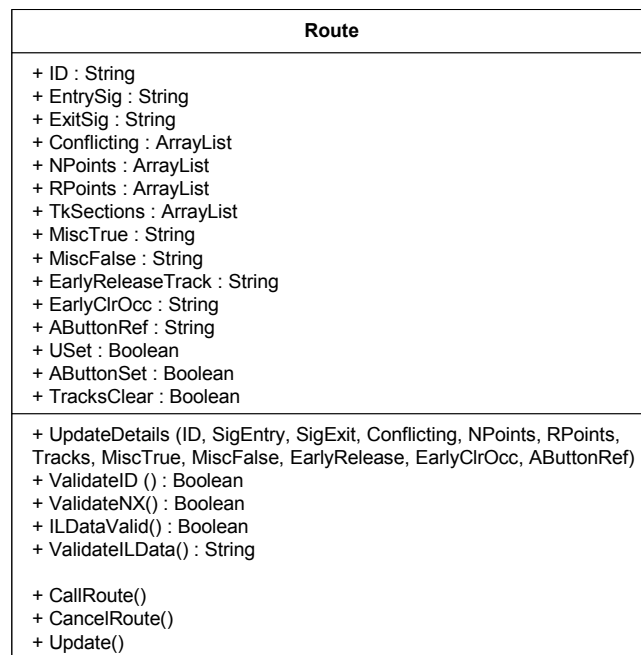 Route
+ ID : String
+ EntrySig : String
+ ExitSig : String
+ Conflicting : ArrayList
+ NPoints : ArrayList
+ RPoints : ArrayList
+ TkSections : ArrayList
+ MiscTrue : String
+ MiscFalse : String
+ EarlyReleaseTrack : String
+ EarlyClrOcc : String
+ AButtonRef : String
+ USet : Boolean
+ AButtonSet : Boolean
+ TracksClear : Boolean
+ UpdateDetails (ID, SigEntry, SigExit, Conflicting, NPoints, RPoints,
Tracks, MiscTrue, MiscFalse, EarlyRelease, EarlyClrOcc, AButtonRef)
+ ValidateID () : Boolean
+ ValidateNX() : Boolean
+ ILDataValid() : Boolean
+ ValidateILData() : String
+ CallRoute()
+ CancelRoute()
+ Update()